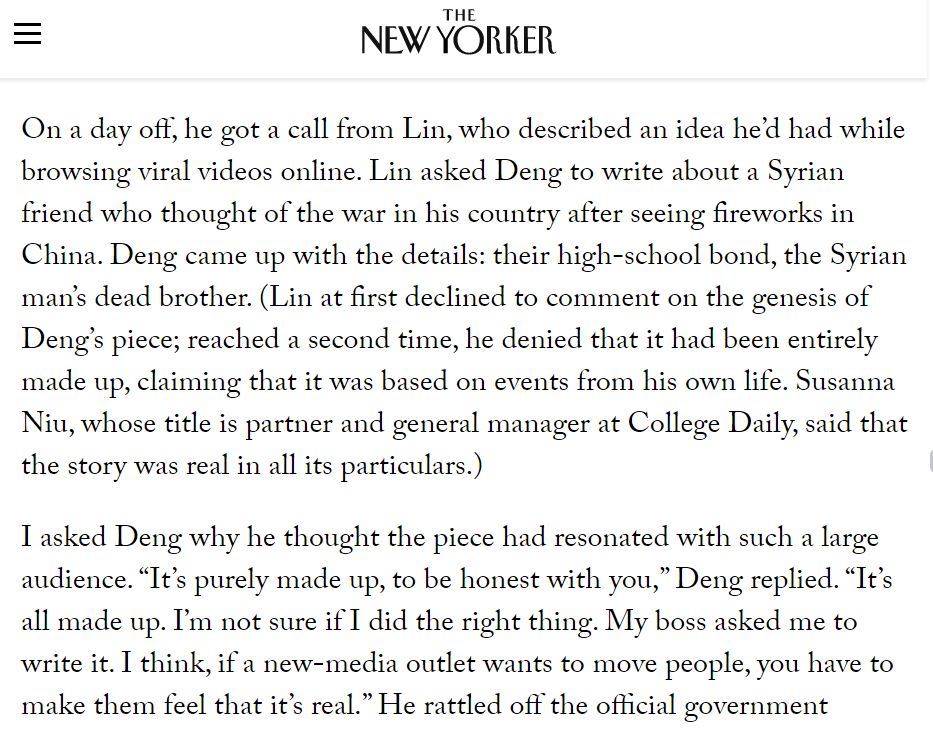 THE
NEW YORKER
On a day off, he got a call from Lin, who described an idea he’d had while
browsing viral videos online. Lin asked Deng to write about a Syrian
friend who thought of the war in his country after seeing fireworks in
China. Deng came up with the details: their high-school bond, the Syrian
man’s dead brother. (Lin at first declined to comment on the genesis of
Deng’s piece; reached a second time, he denied that it had been entirely
made up, claiming that it was based on events from his own life. Susanna
Niu, whose title is partner and general manager at College Daily, said that
the story was real in all its particulars.)
I asked Deng why he thought the piece had resonated with such a large
audience. “It’s purely made up, to be honest with you,” Deng replied. “It’s
all made up. I’m not sure if I did the right thing. My boss asked me to
write it. I think, if a new-media outlet wants to move people, you have to
make them feel that it’s real.” He rattled off the official government